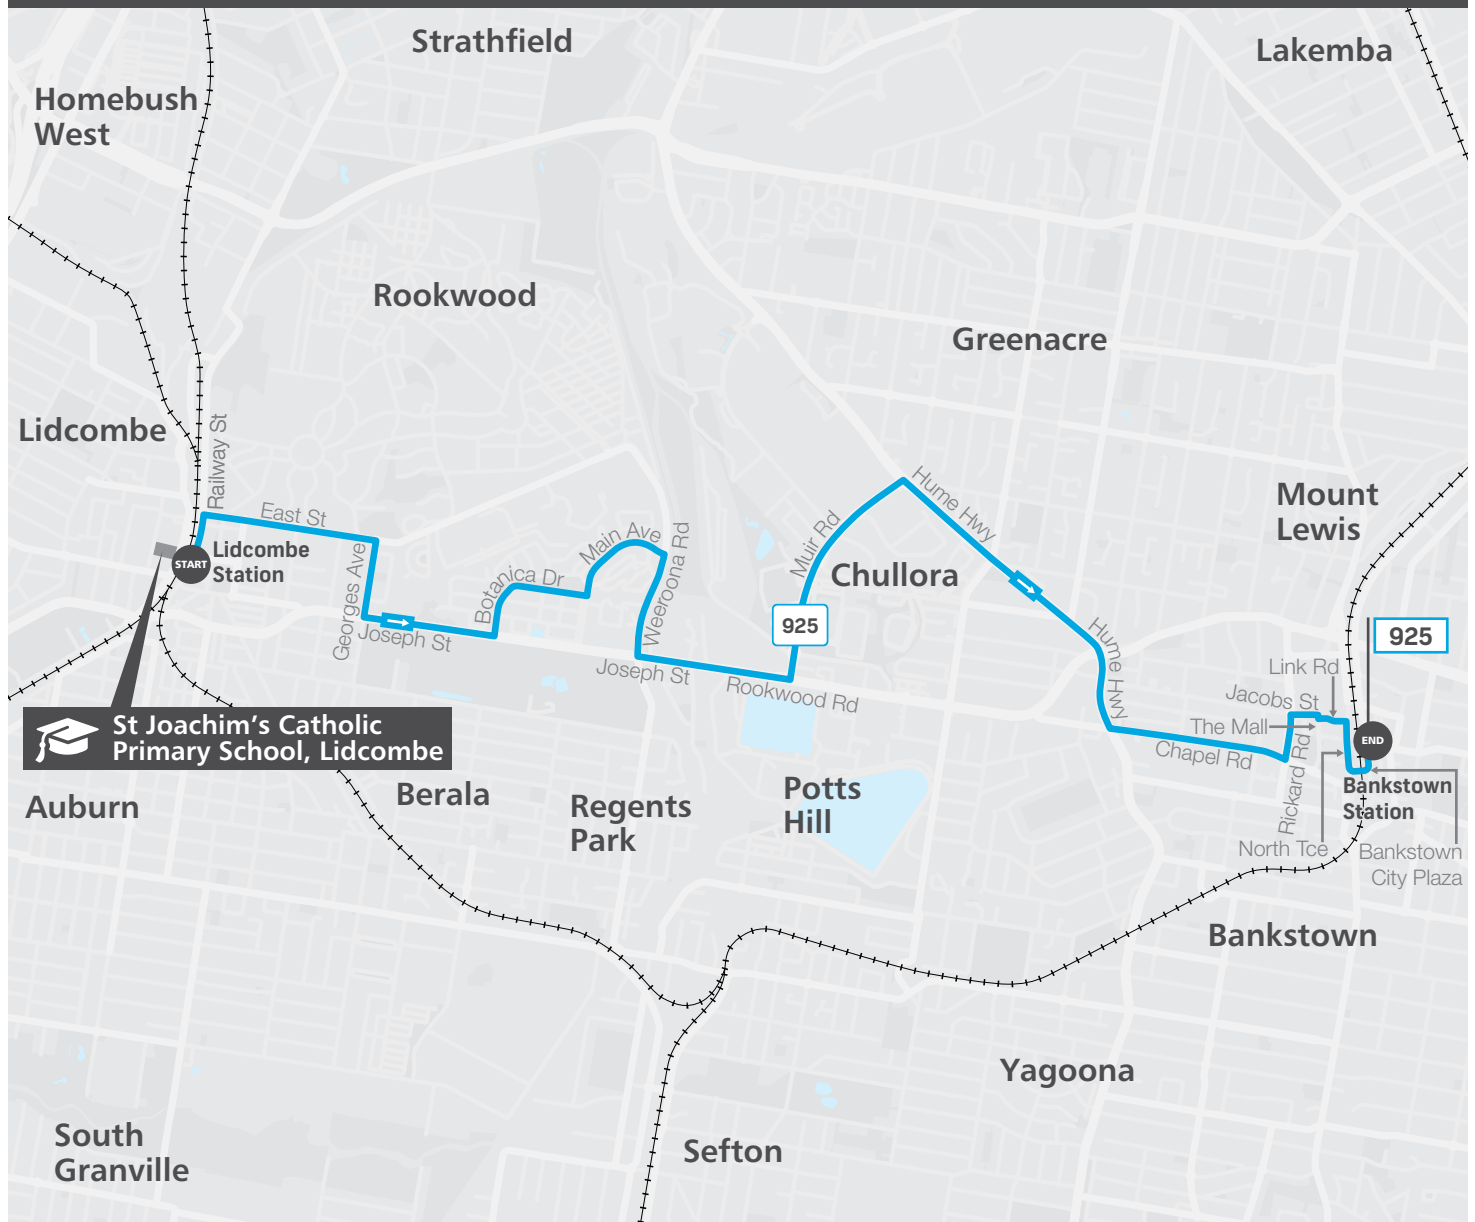 Strathfield
Lakemba
Homebush
West
Rookwood
Greenacre
Lidcombe
Railway St
Mount
Lewis
East St
Hume Hwy
Main Ave
Weeroona Rd
Muir Rd
START
Lidcombe
Station
Georges Ave
Botanica Dr
Chullora
925
Joseph St
Hume Hwy
925
Joseph St
Rookwood Rd
Link Rd
Jacobs St
The Mall
St Joachim's Catholic
Primary School, Lidcombe
END
Chapel Rd
Rickard Rd
Auburn
Berala
Regents
Park
Potts
Hill
Bankstown
Station
North Tce
Bankstown
City Plaza
Bankstown
Yagoona
South
Granville
Sefton